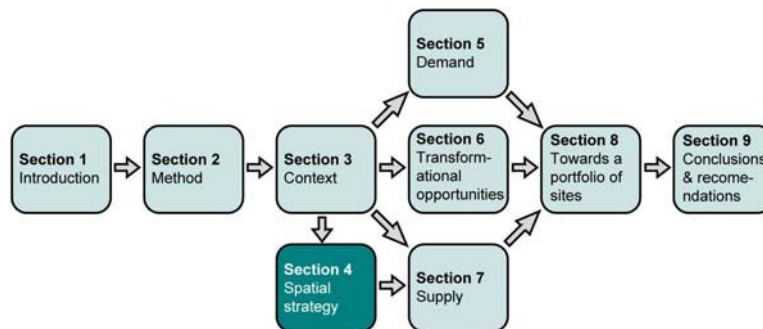 Section 1
Introduction
Section 2
Method
Section 3
Context
Section 4
Spatial
strategy
Section 5
Demand
Section 6
Transform-
ational
opportunities
Section 7
Supply
Section 8
Towards a
portfolio of
sites
Section 9
Conclusions
& recome-
ndations